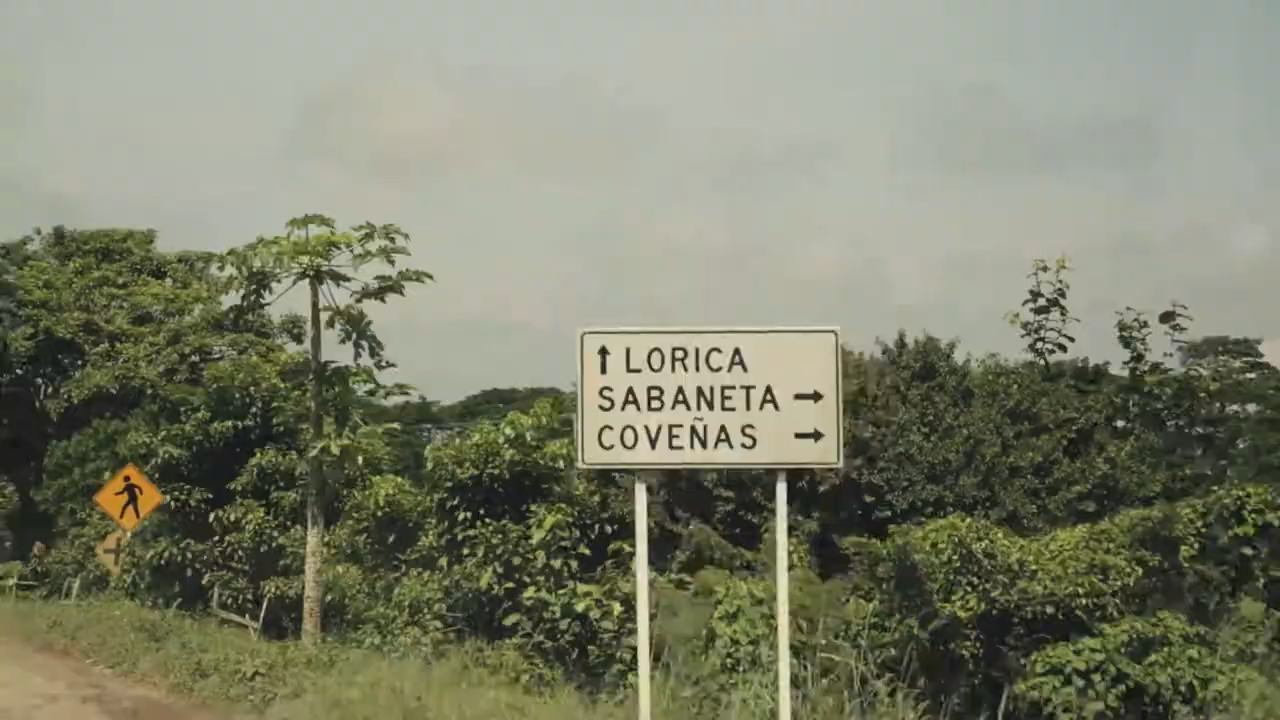 ↑ LORICA
SABANETA →
COVEÑAS →